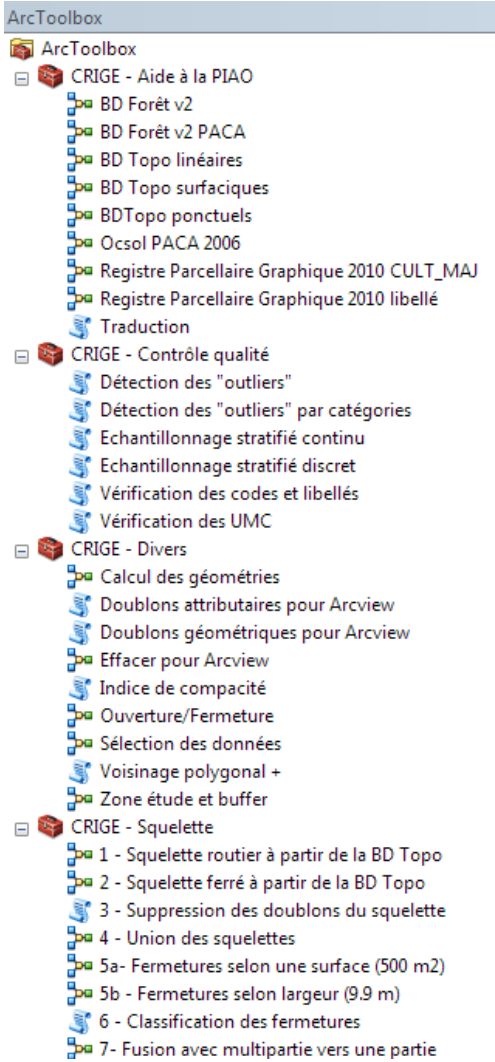 ArcToolbox
ArcToolbox
CRIGE - Aide à la PIAO
BD Forêt v2
BD Forêt v2 PACA
BD Topo linéaires
BD Topo surfaciques
BDTopo ponctuels
Ocsol PACA 2006
Registre Parcellaire Graphique 2010 CULT_MAJ
Registre Parcellaire Graphique 2010 libellé
Traduction
CRIGE - Contrôle qualité
Détection des "outliers"
Détection des "outliers" par catégories
Echantillonnage stratifié continu
Echantillonnage stratifié discret
Vérification des codes et libellés
Vérification des UMC
CRIGE - Divers
Calcul des géométries
Doublons attributaires pour Arcview
Doublons géométriques pour Arcview
Effacer pour Arcview
Indice de compacité
Ouverture/Fermeture
Sélection des données
Voisinage polygonal +
Zone étude et buffer
CRIGE - Squelette
1 - Squelette routier à partir de la BD Topo
2 - Squelette ferré à partir de la BD Topo
3 - Suppression des doublons du squelette
4 - Union des squelettes
5a- Fermetures selon une surface (500 m2)
5b - Fermetures selon largeur (9.9 m)
6 - Classification des fermetures
7- Fusion avec multipartie vers une partie